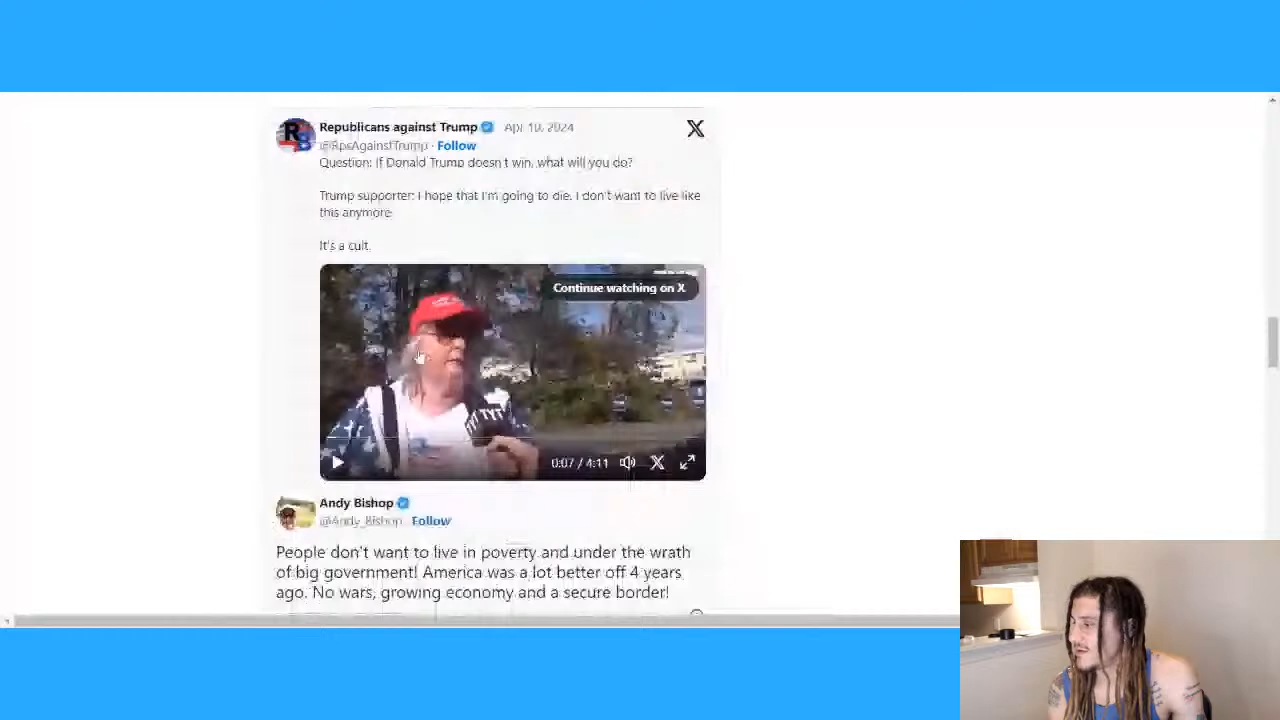 Republicans against Trump Apr 10, 2024
@RpsAgainstTrump · Follow
Question: If Donald Trump doesn't win, what will you do?
Trump supporter: I hope that I'm going to die. I don't want to live like
this anymore.
It's a cult.
Continue watching on X
TYT
0:07 / 4:11
Andy Bishop
@Andy_Bishop Follow
People don't want to live in poverty and under the wrath
of big government! America was a lot better off 4 years
ago. No wars, growing economy and a secure border!